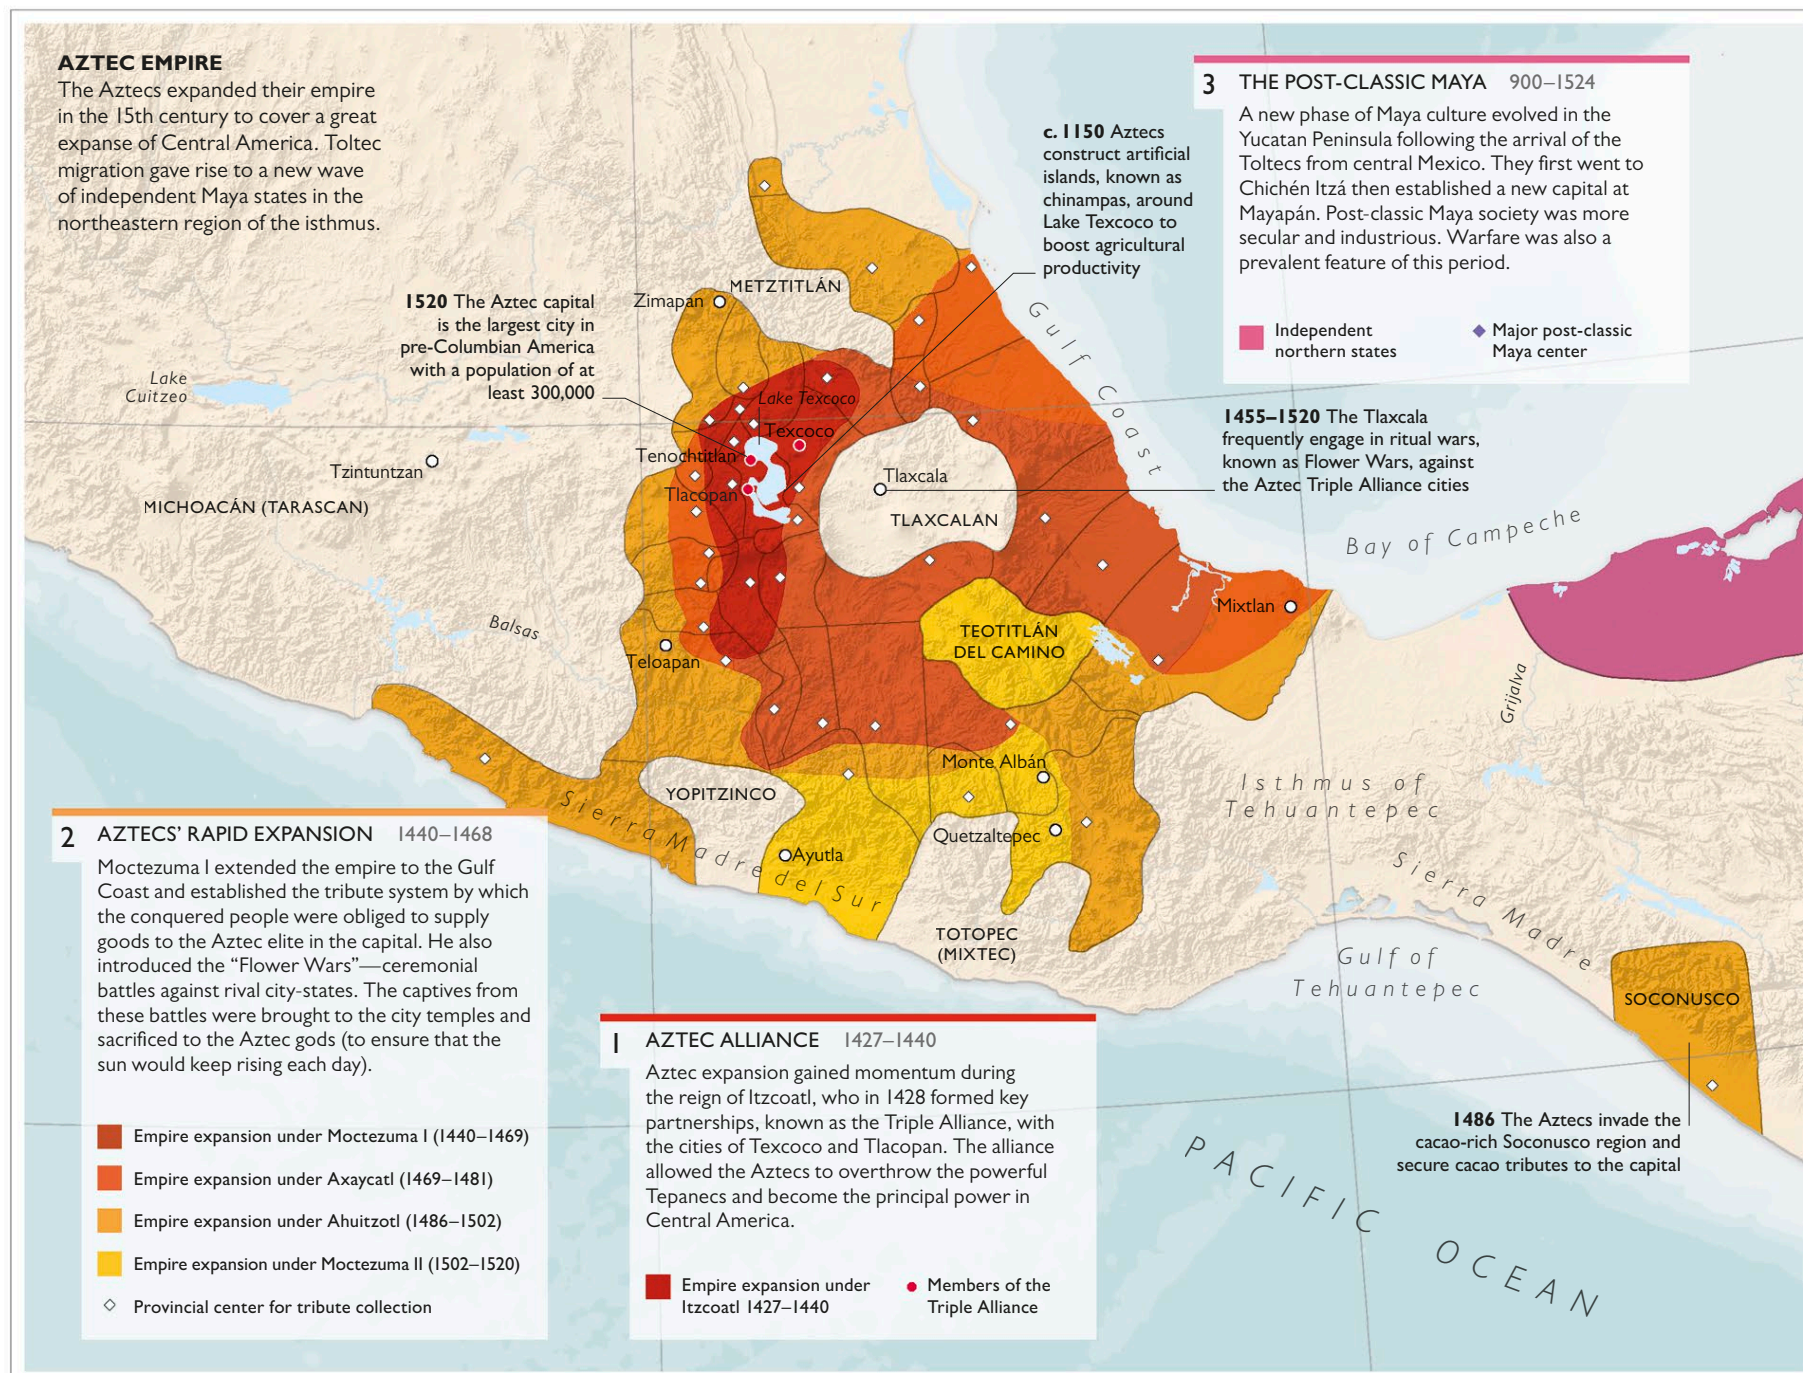 AZTEC EMPIRE
The Aztecs expanded their empire
in the 15th century to cover a great
expanse of Central America. Toltec
migration gave rise to a new wave
of independent Maya states in the
northeastern region of the isthmus.
c. 1150 Aztecs
construct artificial
islands, known as
chinampas, around
Lake Texcoco to
boost agricultural
productivity
3 THE POST-CLASSIC MAYA 900–1524
A new phase of Maya culture evolved in the
Yucatan Peninsula following the arrival of the
Toltecs from central Mexico. They first went to
Chichén Itzá then established a new capital at
Mayapán. Post-classic Maya society was more
secular and industrious. Warfare was also a
prevalent feature of this period.
Independent
northern states
Major post-classic
Maya center
1520 The Aztec capital
is the largest city in
pre-Columbian America
with a population of at
least 300,000
1455–1520 The Tlaxcala
frequently engage in ritual wars,
known as Flower Wars, against
the Aztec Triple Alliance cities
METZTITLÁN
Zimapan
Gulf Coast
Lake
Cuitzeo
Lake Texcoco
Texcoco
Tenochtitlan
Tlacopan
Tzintuntzan
MICHOACÁN (TARASCAN)
Tlaxcala
TLAXCALAN
Bay of Campeche
Balsas
Mixtlan
TEOTITLÁN
DEL CAMINO
Teloapan
Grijalva
Monte Albán
YOPITZINCO
Isthmus of
Tehuantepec
Sierra Madre del Sur
Quetzaltepec
Ayutla
Sierra Madre
TOTOPEC
(MIXTEC)
Gulf of
Tehuantepec
SOCONUSCO
2 AZTECS’ RAPID EXPANSION 1440–1468
Moctezuma I extended the empire to the Gulf
Coast and established the tribute system by which
the conquered people were obliged to supply
goods to the Aztec elite in the capital. He also
introduced the “Flower Wars”—ceremonial
battles against rival city-states. The captives from
these battles were brought to the city temples and
sacrificed to the Aztec gods (to ensure that the
sun would keep rising each day).
Empire expansion under Moctezuma I (1440–1469)
Empire expansion under Axaycatl (1469–1481)
Empire expansion under Ahuitzotl (1486–1502)
Empire expansion under Moctezuma II (1502–1520)
Provincial center for tribute collection
1 AZTEC ALLIANCE 1427–1440
Aztec expansion gained momentum during
the reign of Itzcoatl, who in 1428 formed key
partnerships, known as the Triple Alliance, with
the cities of Texcoco and Tlacopan. The alliance
allowed the Aztecs to overthrow the powerful
Tepanecs and become the principal power in
Central America.
Empire expansion under
Itzcoatl 1427–1440
Members of the
Triple Alliance
1486 The Aztecs invade the
cacao-rich Soconusco region and
secure cacao tributes to the capital
PACIFIC OCEAN